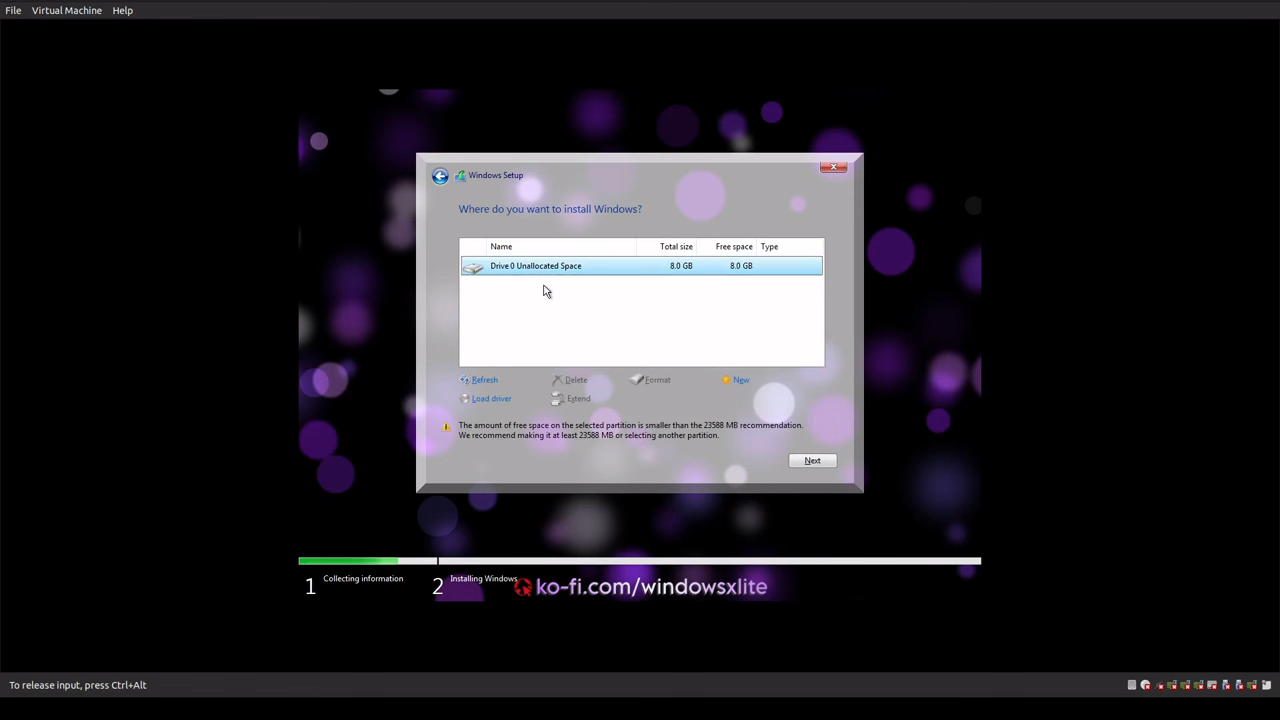 File Virtual Machine Help
Windows Setup
Where do you want to install Windows?
Name Total size Free space Type
Drive 0 Unallocated Space 8.0 GB 8.0 GB
Refresh Delete Format New
Load driver Extend
The amount of free space on the selected partition is smaller than the 23588 MB recommendation.
We recommend making it at least 23588 MB or selecting another partition.
Next
1 Collecting information 2 Installing Windows
ko-fi.com/windowsxlite
To release input, press Ctrl+Alt